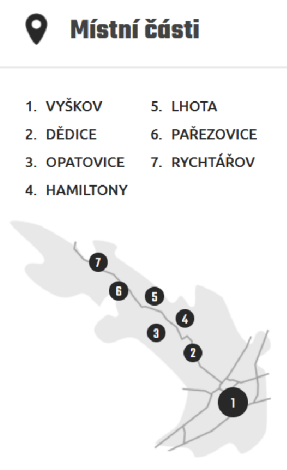 Místní části
1. VYŠKOV
2. DĚDICE
3. OPATOVICE
4. HAMILTONY
5. LHOTA
6. PAŘEZOVICE
7. RYCHTÁŘOV
7
6
5
4
3
2
1